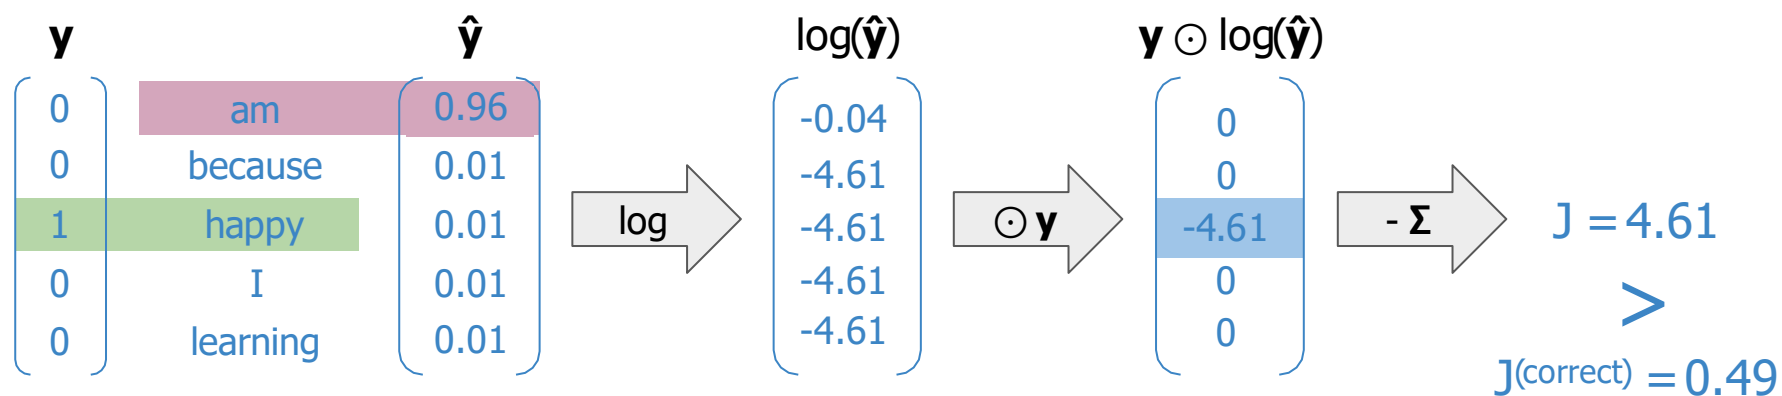 y ŷ log(ŷ) y ⊙ log(ŷ)
0 am 0.96 -0.04 0
0 because 0.01 -4.61 0
1 happy 0.01 log -4.61 ⊙ y -4.61 - Σ J = 4.61
0 I 0.01 -4.61 0 >
0 learning 0.01 -4.61 0
J(correct) = 0.49